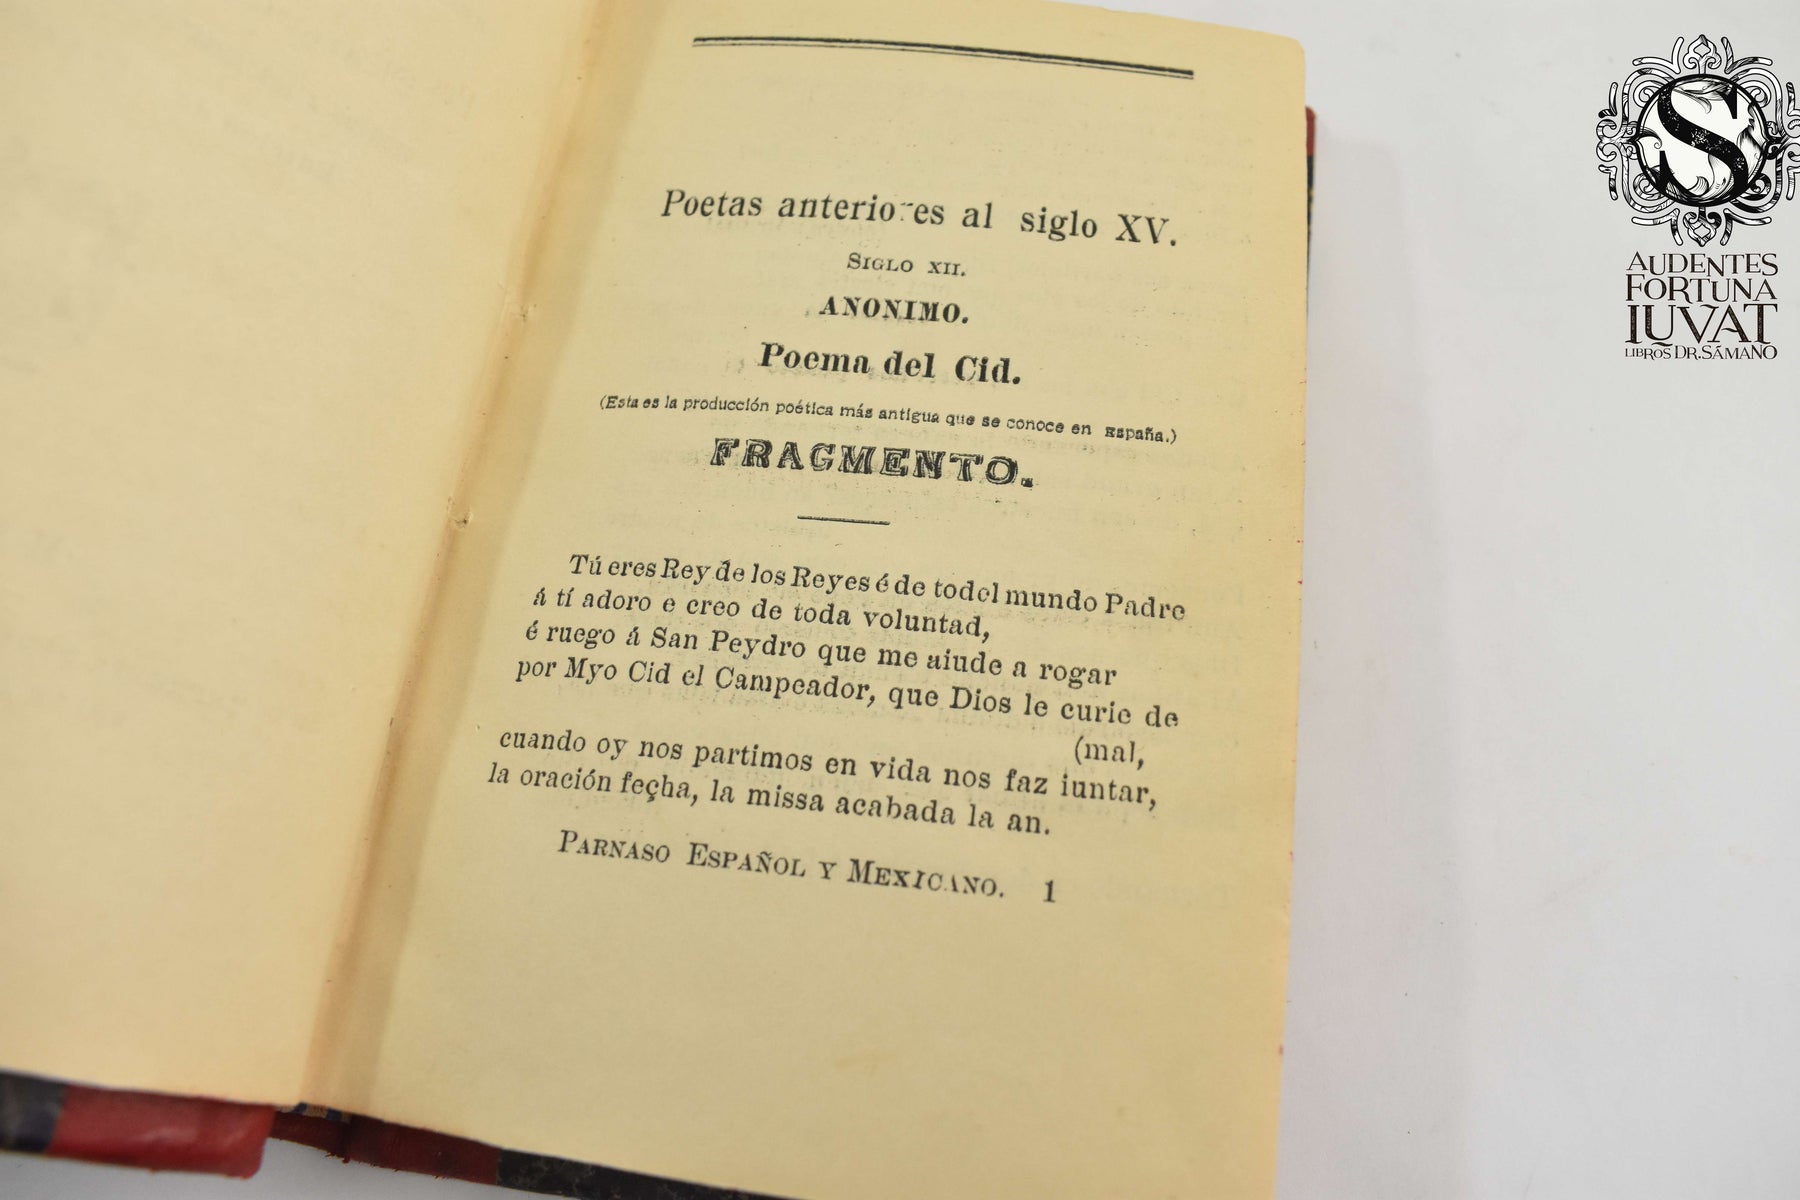 Poetas anteriores al siglo XV.
SIGLO XII.
ANONIMO.
Poema del Cid.
(Esta es la producción poética más antigua que se conoce en España.)
FRAGMENTO.
Tú eres Rey de los Reyes é de todel mundo Padre
á tí adoro e creo de toda voluntad,
é ruego á San Peydro que me aiude a rogar
por Myo Cid el Campeador, que Dios le curie de
(mal,
cuando oy nos partimos en vida nos faz iuntar,
la oración feçha, la missa acabada la an.
PARNASO ESPAÑOL Y MEXICANO. 1
S
AUDENTES
FORTUNA
IUVAT
LIBROS DR. SÁMANO